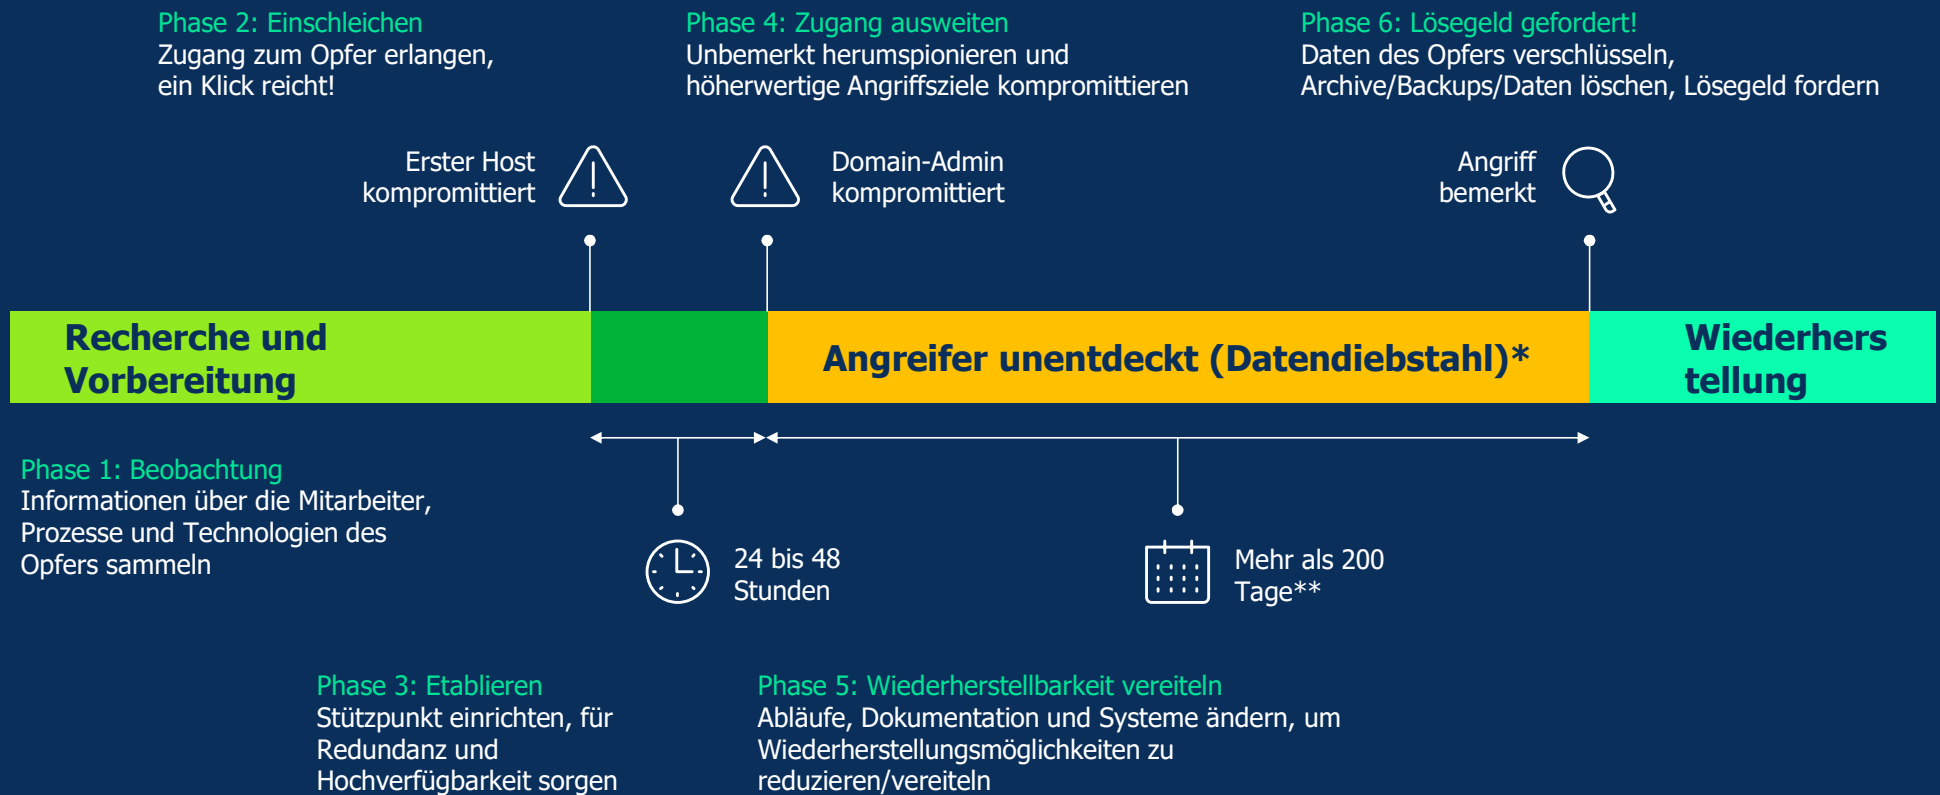 Phase 2: Einschleichen
Zugang zum Opfer erlangen,
ein Klick reicht!
Phase 4: Zugang ausweiten
Unbemerkt herumspionieren und
höherwertige Angriffsziele kompromittieren
Phase 6: Lösegeld gefordert!
Daten des Opfers verschlüsseln,
Archive/Backups/Daten löschen, Lösegeld fordern
Erster Host
kompromittiert
Domain-Admin
kompromittiert
Angriff
bemerkt
Recherche und
Vorbereitung
Angreifer unentdeckt (Datendiebstahl)*
Wiederhers
tellung
Phase 1: Beobachtung
Informationen über die Mitarbeiter,
Prozesse und Technologien des
Opfers sammeln
24 bis 48
Stunden
Mehr als 200
Tage**
Phase 3: Etablieren
Stützpunkt einrichten, für
Redundanz und
Hochverfügbarkeit sorgen
Phase 5: Wiederherstellbarkeit vereiteln
Abläufe, Dokumentation und Systeme ändern, um
Wiederherstellungsmöglichkeiten zu
reduzieren/vereiteln